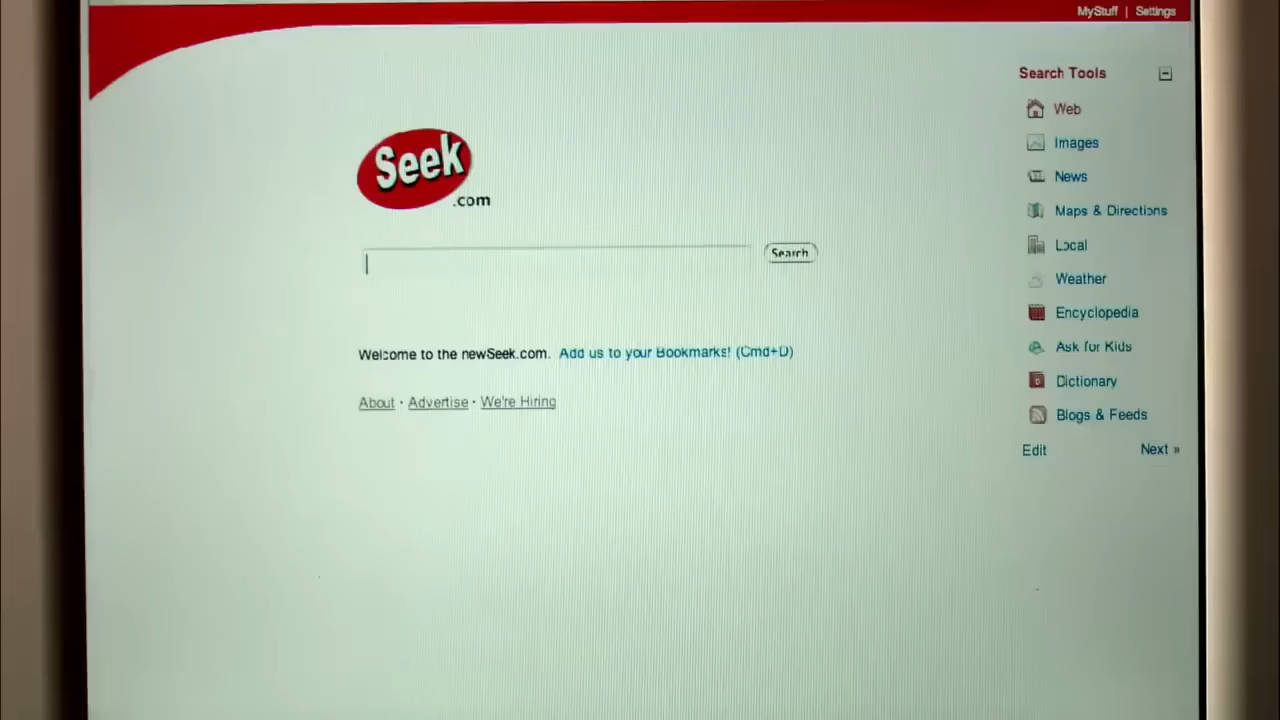 MyStuff | Settings
Seek
.com
Search
Welcome to the newSeek.com. Add us to your Bookmarks! (Cmd+D)
About · Advertise · We're Hiring
Search Tools
Web
Images
News
Maps & Directions
Local
Weather
Encyclopedia
Ask for Kids
Dictionary
Blogs & Feeds
Edit Next »